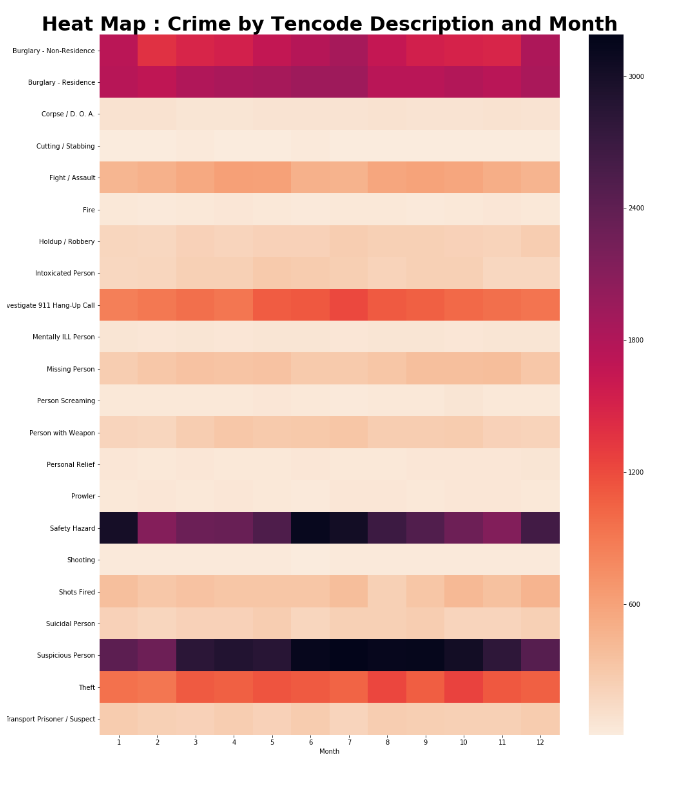 Heat Map : Crime by Tencode Description and Month
Burglary - Non-Residence
Burglary - Residence
Corpse / D. O. A.
Cutting / Stabbing
Fight / Assault
Fire
Holdup / Robbery
Intoxicated Person
vestigate 911 Hang-Up Call
Mentally ILL Person
Missing Person
Person Screaming
Person with Weapon
Personal Relief
Prowler
Safety Hazard
Shooting
Shots Fired
Suicidal Person
Suspicious Person
Theft
Transport Prisoner / Suspect
1 2 3 4 5 6 7 8 9 10 11 12
Month
3000
2400
1800
1200
600